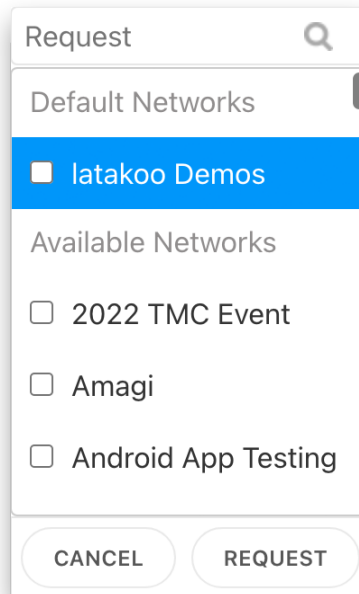 Request
Default Networks
latakoo Demos
Available Networks
2022 TMC Event
Amagi
Android App Testing
CANCEL REQUEST